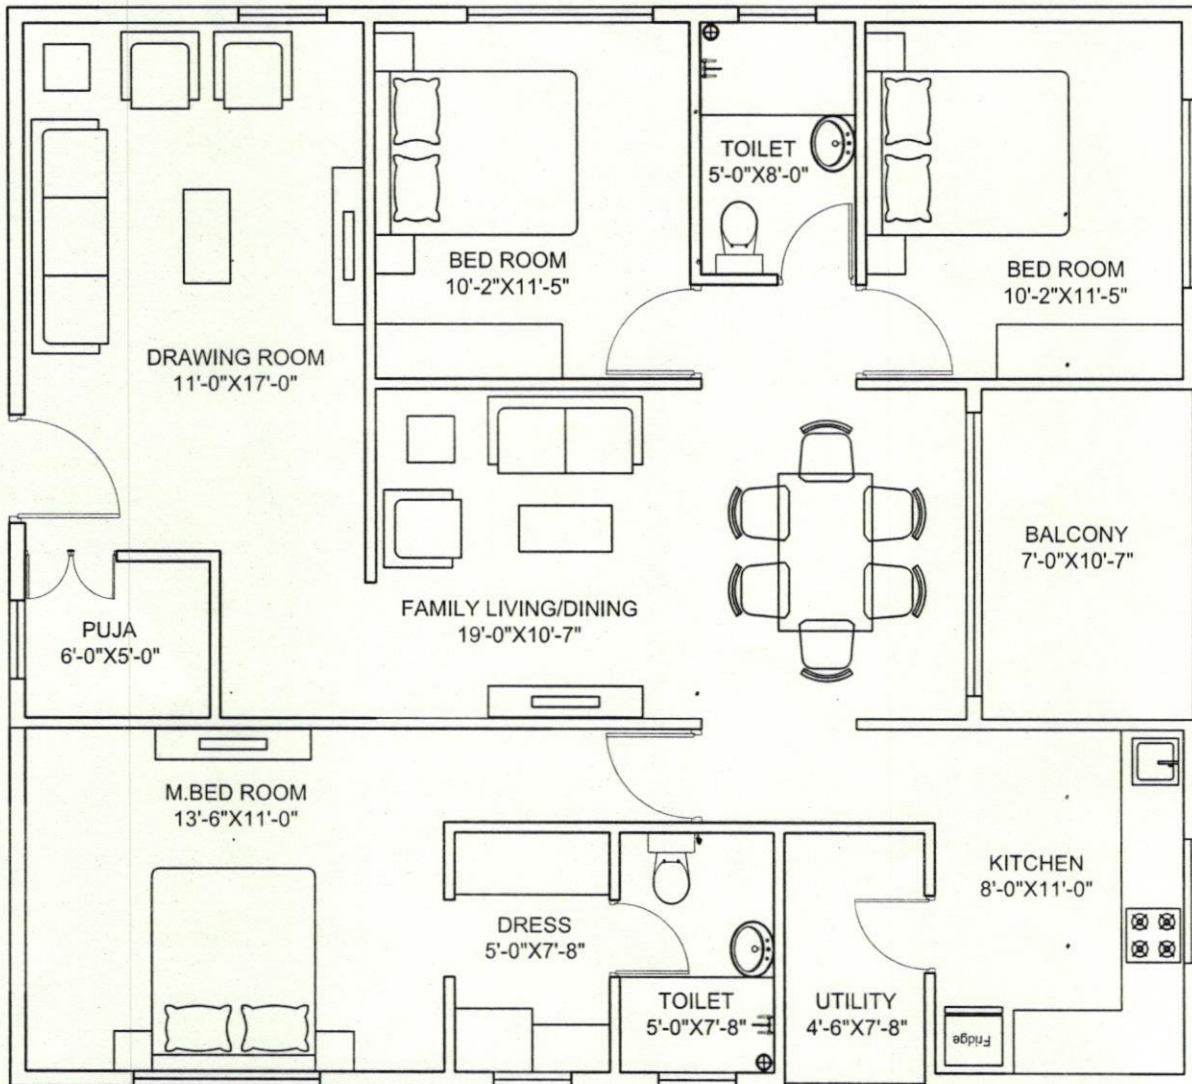 TOILET
5'-0"X8'-0"
BED ROOM
10'-2"X11'-5"
BED ROOM
10'-2"X11'-5"
DRAWING ROOM
11'-0"X17'-0"
BALCONY
7'-0"X10'-7"
FAMILY LIVING/DINING
19'-0"X10'-7"
PUJA
6'-0"X5'-0"
M.BED ROOM
13'-6"X11'-0"
KITCHEN
8'-0"X11'-0"
DRESS
5'-0"X7'-8"
TOILET
5'-0"X7'-8"
UTILITY
4'-6"X7'-8"
Fridge